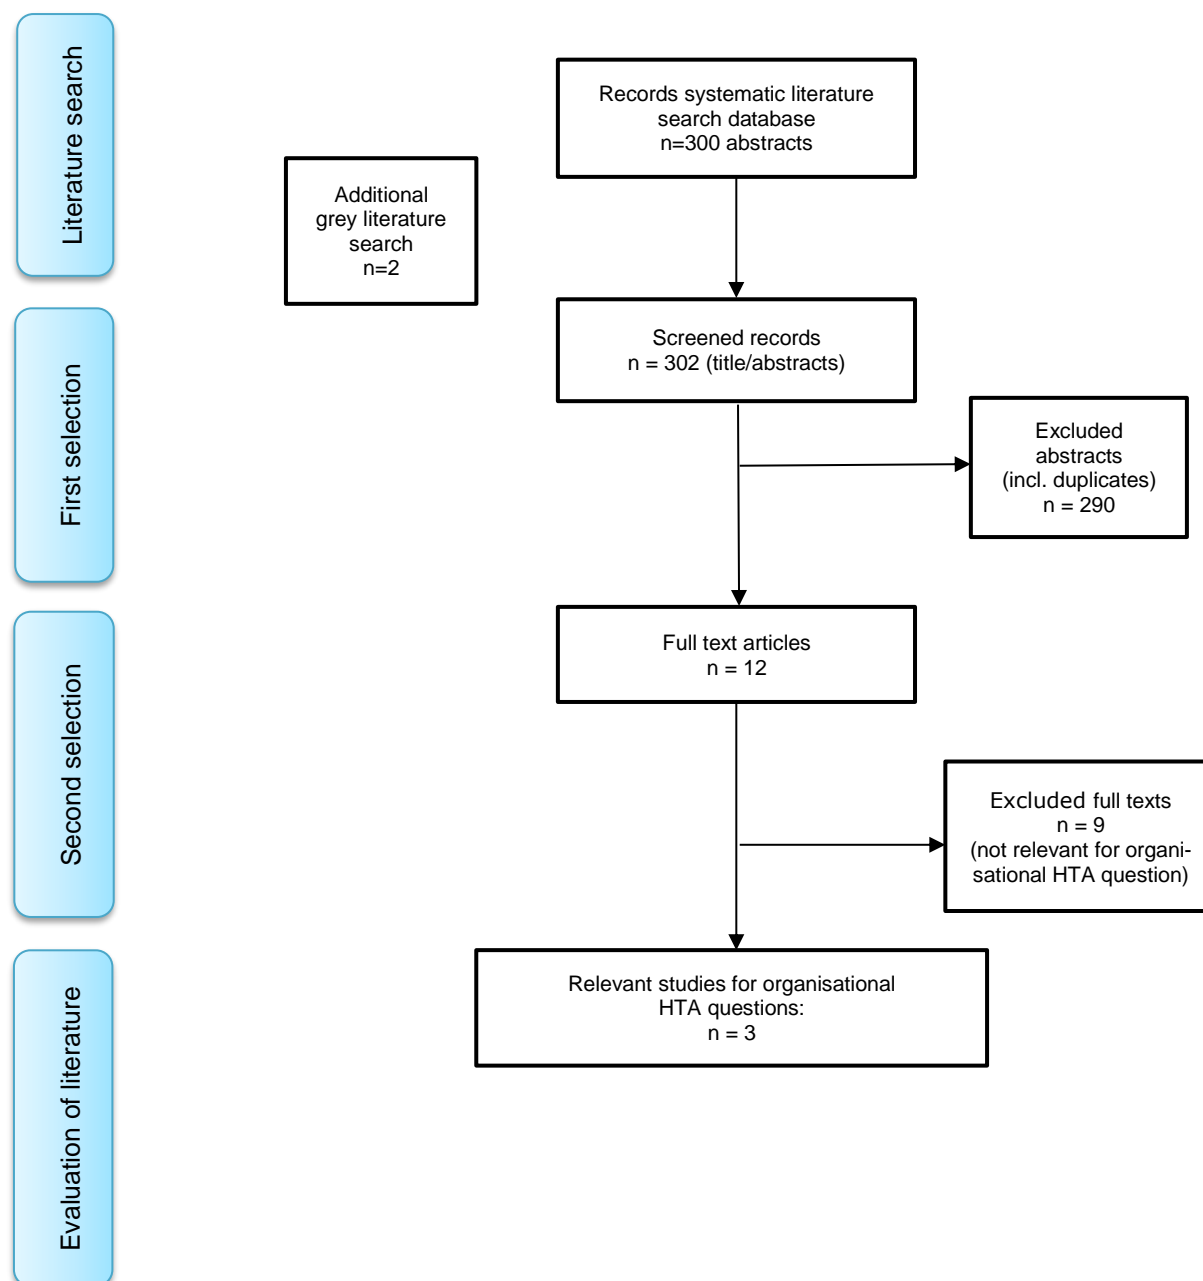 Literature search
Records systematic literature
search database
n=300 abstracts
Additional
grey literature
search
n=2
First selection
Screened records
n = 302 (title/abstracts)
Excluded
abstracts
(incl. duplicates)
n = 290
Second selection
Full text articles
n = 12
Excluded full texts
n = 9
(not relevant for organi-
sational HTA question)
Evaluation of literature
Relevant studies for organisational
HTA questions:
n = 3